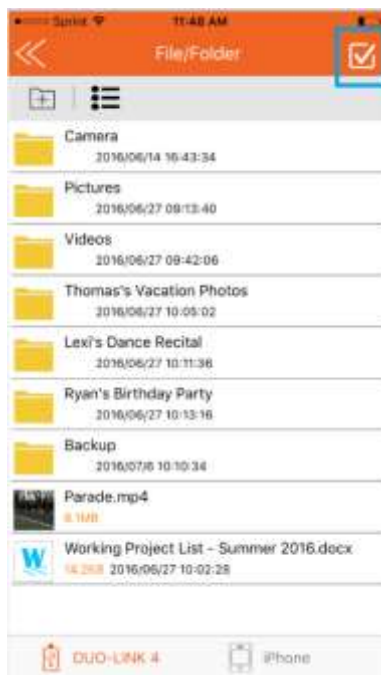 Sprint 11:48 AM
File/Folder
Camera
2016/06/14 16:43:34
Pictures
2016/06/27 09:13:40
Videos
2016/06/27 09:42:06
Thomas's Vacation Photos
2016/06/27 10:05:02
Lexi's Dance Recital
2016/06/27 10:11:36
Ryan's Birthday Party
2016/06/27 10:13:16
Backup
2016/07/6 10:10:34
Parade.mp4
6.1MB
Working Project List - Summer 2016.docx
14.2KB 2016/06/27 10:02:28
DUO-LINK 4 iPhone